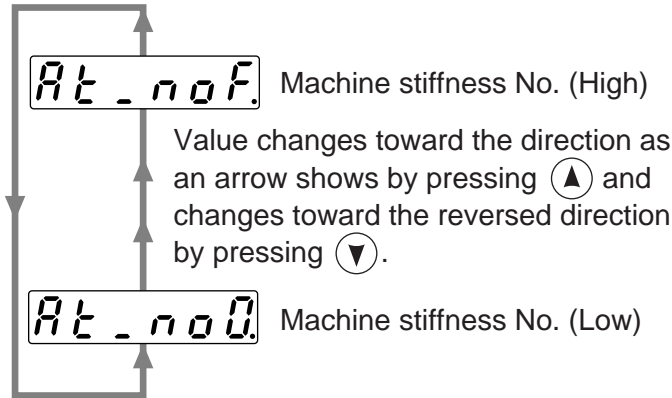 At_noF. Machine stiffness No. (High)
Value changes toward the direction as
an arrow shows by pressing ▲ and
changes toward the reversed direction
by pressing ▼.
At_no0. Machine stiffness No. (Low)